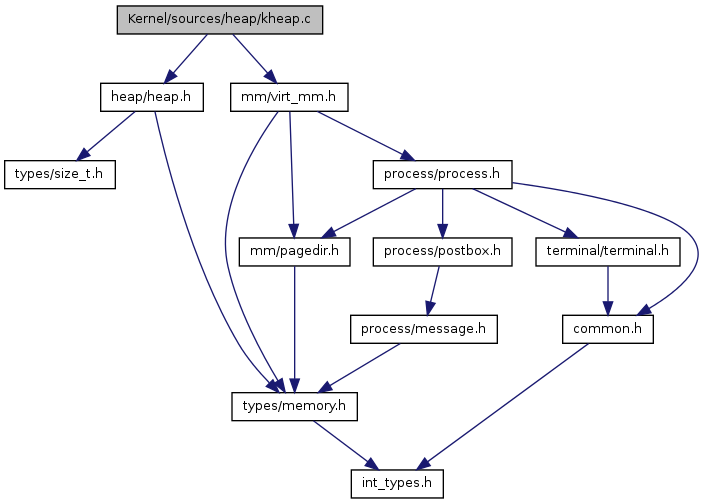 Kernel/sources/heap/kheap.c
heap/heap.h
mm/virt_mm.h
types/size_t.h
process/process.h
mm/pagedir.h
process/postbox.h
terminal/terminal.h
process/message.h
common.h
types/memory.h
int_types.h